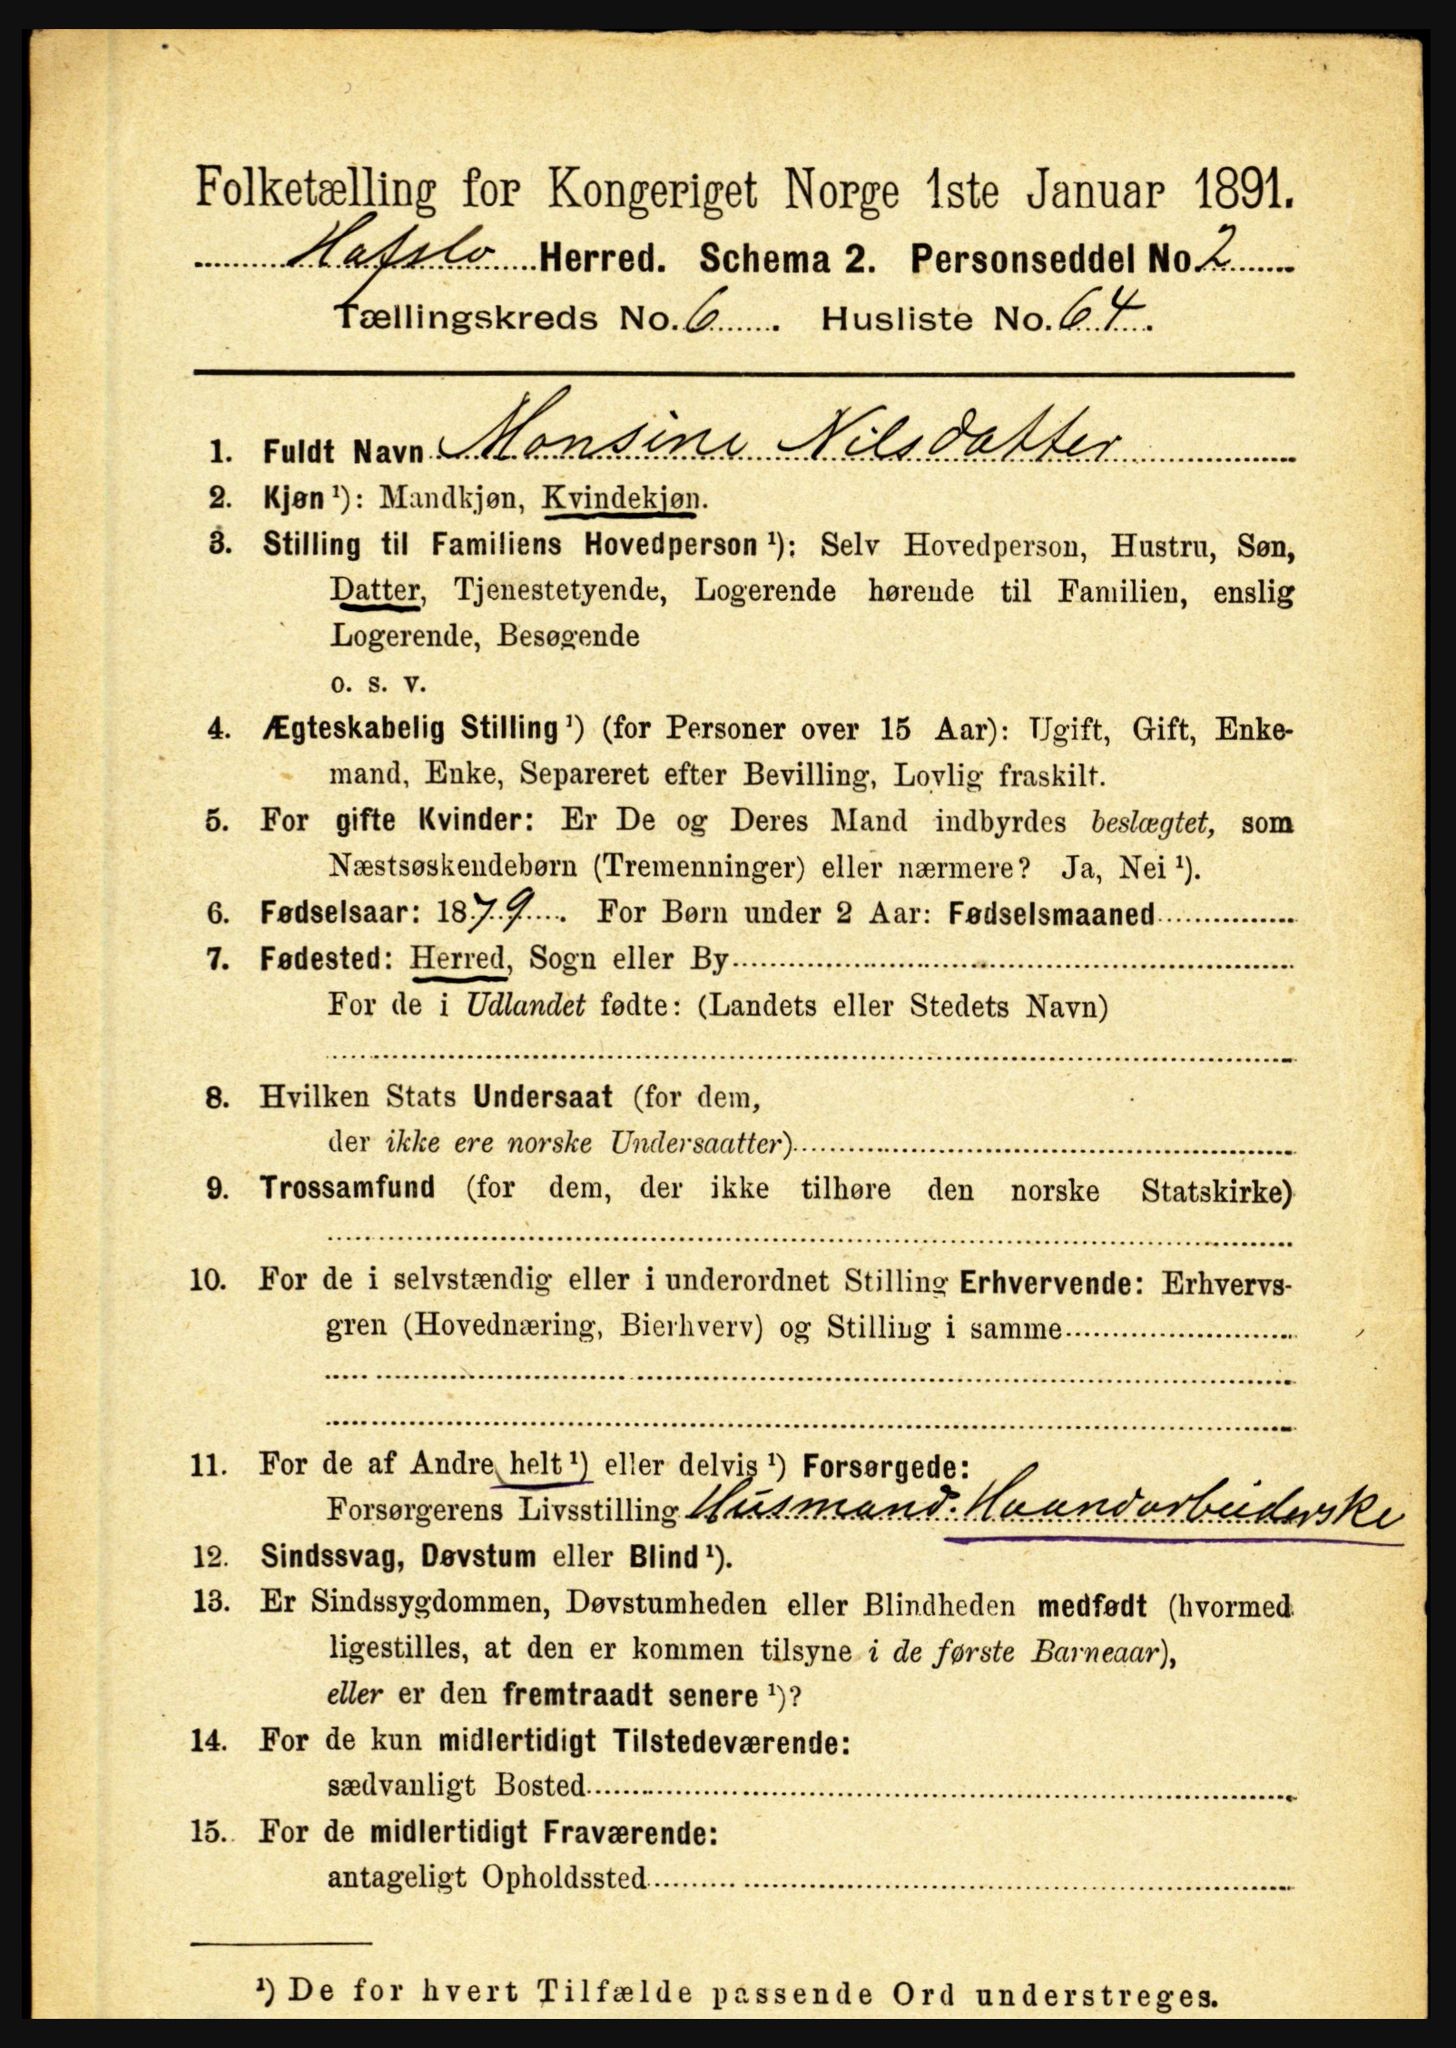 Folketælling for Kongeriget Norge 1ste Januar 1891.
Hafslo Herred. Schema 2. Personseddel No. 2
Tællingskreds No. 6. Husliste No. 64.
1. Fuldt Navn Monsine Nilsdatter
2. Kjøn ¹): Mandkjøn, Kvindekjøn.
3. Stilling til Familiens Hovedperson ¹): Selv Hovedperson, Hustru, Søn,
Datter, Tjenestetyende, Logerende hørende til Familien, enslig
Logerende, Besøgende
o. s. v.
4. Ægteskabelig Stilling ¹) (for Personer over 15 Aar): Ugift, Gift, Enke-
mand, Enke, Separeret efter Bevilling, Lovlig fraskilt.
5. For gifte Kvinder: Er De og Deres Mand indbyrdes beslægtet, som
Næstsøskendebørn (Tremenninger) eller nærmere? Ja, Nei ¹).
6. Fødselsaar: 1879. For Børn under 2 Aar: Fødselsmaaned
7. Fødested: Herred, Sogn eller By
For de i Udlandet fødte: (Landets eller Stedets Navn)
8. Hvilken Stats Undersaat (for dem,
der ikke ere norske Undersaatter)
9. Trossamfund (for dem, der ikke tilhøre den norske Statskirke)
10. For de i selvstændig eller i underordnet Stilling Erhvervende: Erhvervs-
gren (Hovednæring, Bierhverv) og Stilling i samme
11. For de af Andre helt ¹) eller delvis ¹) Forsørgede:
Forsørgerens Livsstilling Husmand. Haandarbeiderske
12. Sindssvag, Døvstum eller Blind ¹).
13. Er Sindssygdommen, Døvstumheden eller Blindheden medfødt (hvormed
ligestilles, at den er kommen tilsyne i de første Barneaar),
eller er den fremtraadt senere ¹)?
14. For de kun midlertidigt Tilstedeværende:
sædvanligt Bosted
15. For de midlertidigt Fraværende:
antageligt Opholdssted
¹) De for hvert Tilfælde passende Ord understreges.